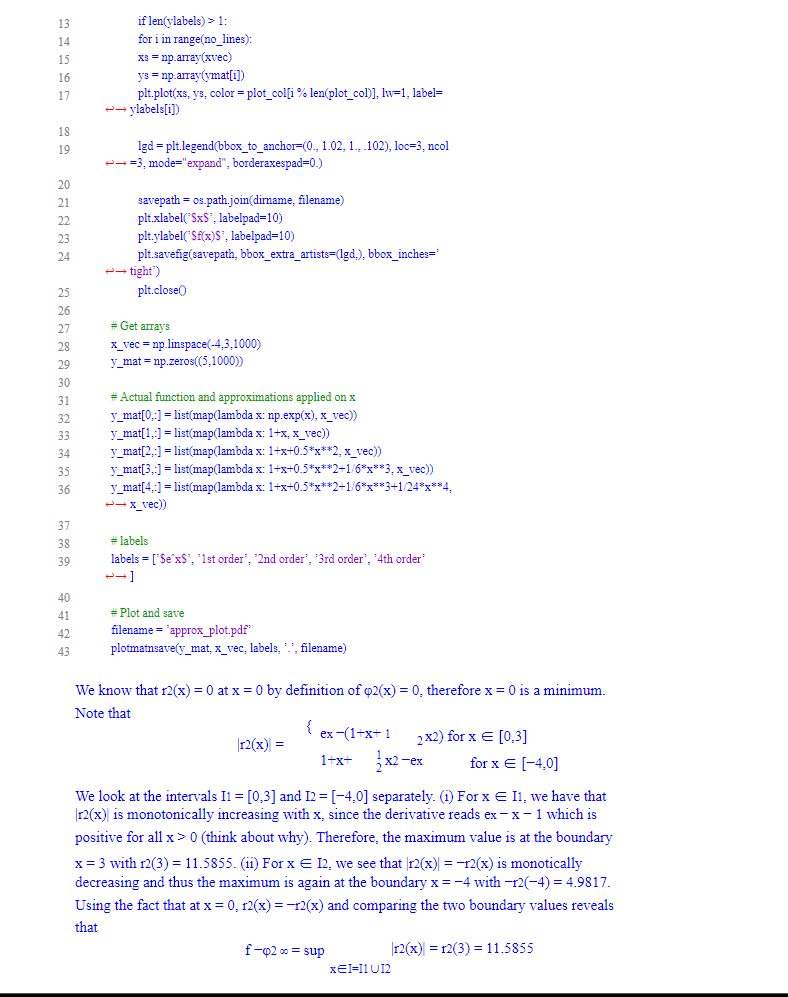 13 if len(ylabels) > 1:
14 for i in range(no_lines):
15 xs = np.array(xvec)
16 ys = np.array(ymat[i])
17 plt.plot(xs, ys, color = plot_col[i % len(plot_col)], lw=1, label=
↩→ ylabels[i])
18
19 lgd = plt.legend(bbox_to_anchor=(0., 1.02, 1., .102), loc=3, ncol
↩→ =3, mode="expand", borderaxespad=0.)
20
21 savepath = os.path.join(dirname, filename)
22 plt.xlabel('$x$', labelpad=10)
23 plt.ylabel('$f(x)$', labelpad=10)
24 plt.savefig(savepath, bbox_extra_artists=(lgd,), bbox_inches='
↩→ tight')
25 plt.close()
26
27 # Get arrays
28 x_vec = np.linspace(-4,3,1000)
29 y_mat = np.zeros((5,1000))
30
31 # Actual function and approximations applied on x
32 y_mat[0,:] = list(map(lambda x: np.exp(x), x_vec))
33 y_mat[1,:] = list(map(lambda x: 1+x, x_vec))
34 y_mat[2,:] = list(map(lambda x: 1+x+0.5*x**2, x_vec))
35 y_mat[3,:] = list(map(lambda x: 1+x+0.5*x**2+1/6*x**3, x_vec))
36 y_mat[4,:] = list(map(lambda x: 1+x+0.5*x**2+1/6*x**3+1/24*x**4,
↩→ x_vec))
37
38 # labels
39 labels = ['$e^x$', '1st order', '2nd order', '3rd order', '4th order'
↩→ ]
40
41 # Plot and save
42 filename = 'approx_plot.pdf'
43 plotmatnsave(y_mat, x_vec, labels, '.', filename)
We know that r2(x) = 0 at x = 0 by definition of φ2(x) = 0, therefore x = 0 is a minimum.
Note that
|r2(x)| = { ex −(1+x+ 1 2 x2) for x ∈ [0,3]
1+x+ 1/2 x2 −ex for x ∈ [−4,0]
We look at the intervals I1 = [0,3] and I2 = [−4,0] separately. (i) For x ∈ I1, we have that
|r2(x)| is monotonically increasing with x, since the derivative reads ex − x − 1 which is
positive for all x > 0 (think about why). Therefore, the maximum value is at the boundary
x = 3 with r2(3) = 11.5855. (ii) For x ∈ I2, we see that |r2(x)| = −r2(x) is monotically
decreasing and thus the maximum is again at the boundary x = −4 with −r2(−4) = 4.9817.
Using the fact that at x = 0, r2(x) = −r2(x) and comparing the two boundary values reveals
that
f −φ2 ∞ = sup |r2(x)| = r2(3) = 11.5855
x∈I=I1∪I2